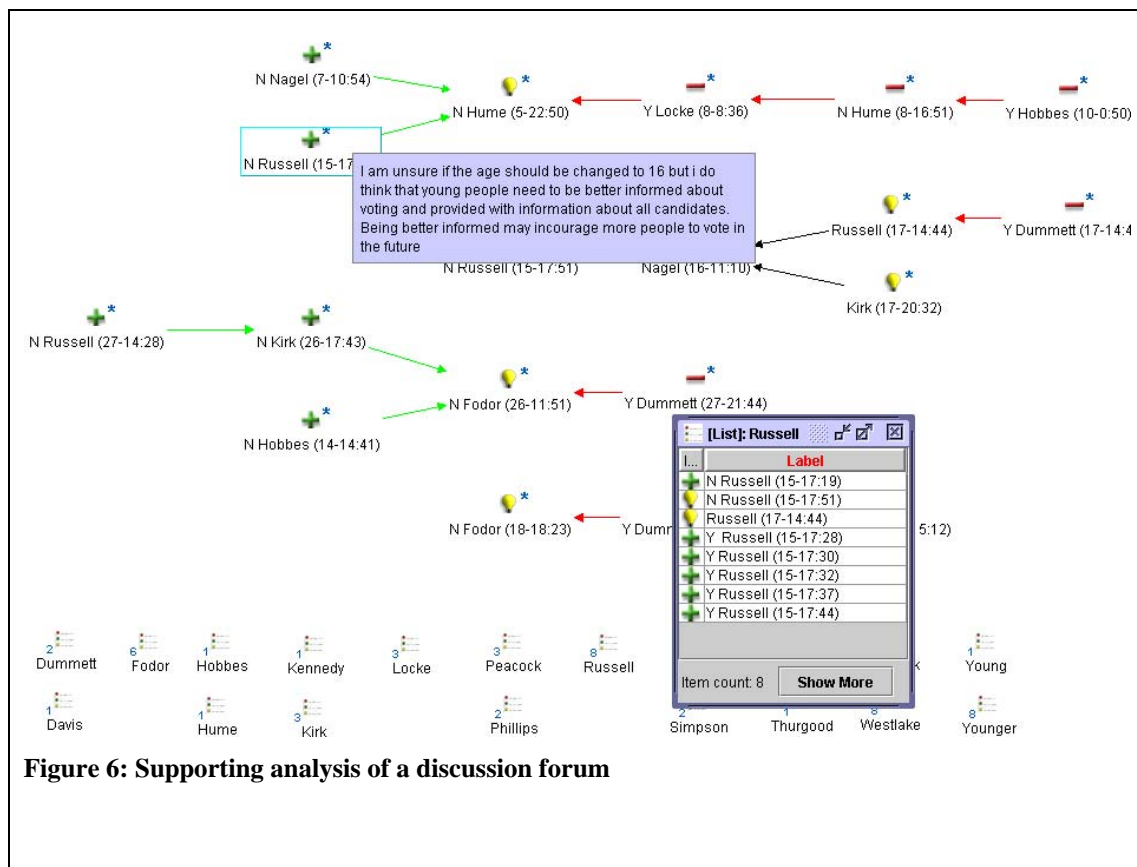 N Nagel (7-10:54)
N Hume (5-22:50)
Y Locke (8-8:36)
N Hume (8-16:51)
Y Hobbes (10-0:50)
N Russell (15-17
I am unsure if the age should be changed to 16 but i do
think that young people need to be better informed about
voting and provided with information about all candidates.
Being better informed may incourage more people to vote in
the future
Russell (17-14:44)
Y Dummett (17-14:4
N Russell (15-17:51)
Nagel (16-11:10)
Kirk (17-20:32)
N Russell (27-14:28)
N Kirk (26-17:43)
N Fodor (26-11:51)
Y Dummett (27-21:44)
N Hobbes (14-14:41)
[List]: Russell
I... Label
N Russell (15-17:19)
N Russell (15-17:51)
Russell (17-14:44)
Y Russell (15-17:28)
Y Russell (15-17:30)
Y Russell (15-17:32)
Y Russell (15-17:37)
Y Russell (15-17:44)
Item count: 8 Show More
N Fodor (18-18:23)
Y Dumm
5:12)
2 Dummett
6 Fodor
1 Hobbes
1 Kennedy
3 Locke
3 Peacock
8 Russell
k
1 Young
1 Davis
1 Hume
3 Kirk
2 Phillips
2 Simpson
1 Thurgood
8 Westlake
8 Younger
Figure 6: Supporting analysis of a discussion forum